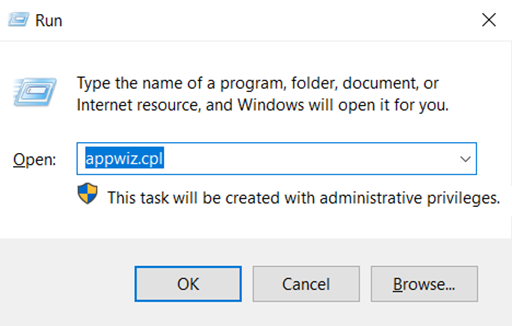 Run
Type the name of a program, folder, document, or
Internet resource, and Windows will open it for you.
Open: appwiz.cpl
This task will be created with administrative privileges.
OK Cancel Browse...